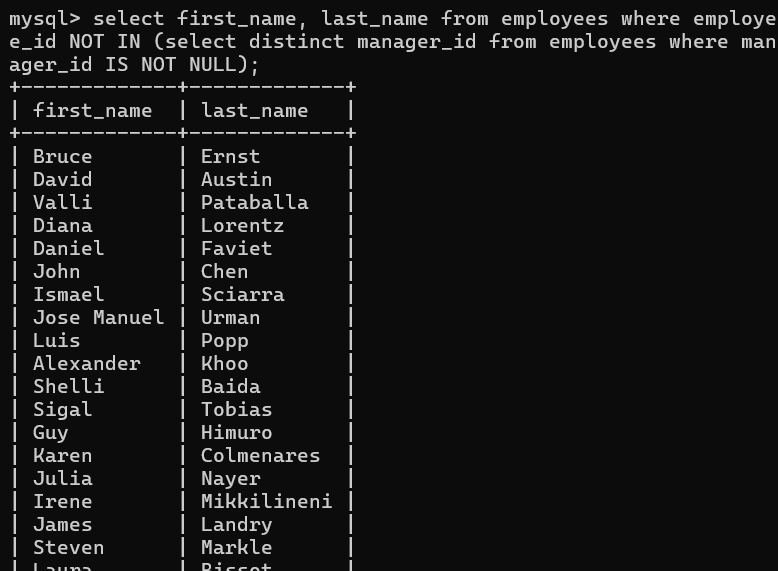 mysql> select first_name, last_name from employees where employe
e_id NOT IN (select distinct manager_id from employees where man
ager_id IS NOT NULL);
+-------------+-------------+
| first_name  | last_name   |
+-------------+-------------+
| Bruce       | Ernst       |
| David       | Austin      |
| Valli       | Pataballa   |
| Diana       | Lorentz     |
| Daniel      | Faviet      |
| John        | Chen        |
| Ismael      | Sciarra     |
| Jose Manuel | Urman       |
| Luis        | Popp        |
| Alexander   | Khoo        |
| Shelli      | Baida       |
| Sigal       | Tobias      |
| Guy         | Himuro      |
| Karen       | Colmenares  |
| Julia       | Nayer       |
| Irene       | Mikkilineni |
| James       | Landry      |
| Steven      | Markle      |
| Laura       | Bissot      |